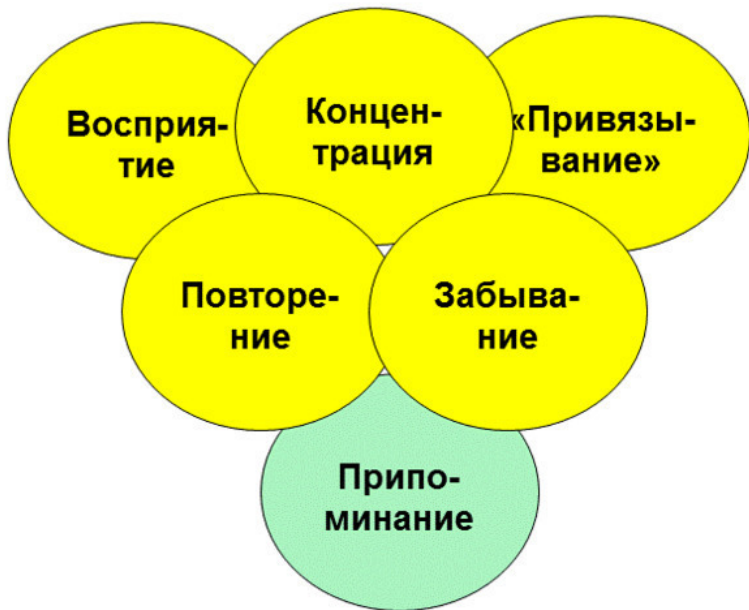 Восприя-
тие
Концен-
трация
«Привязы-
вание»
Повторе-
ние
Забыва-
ние
Припо-
минание